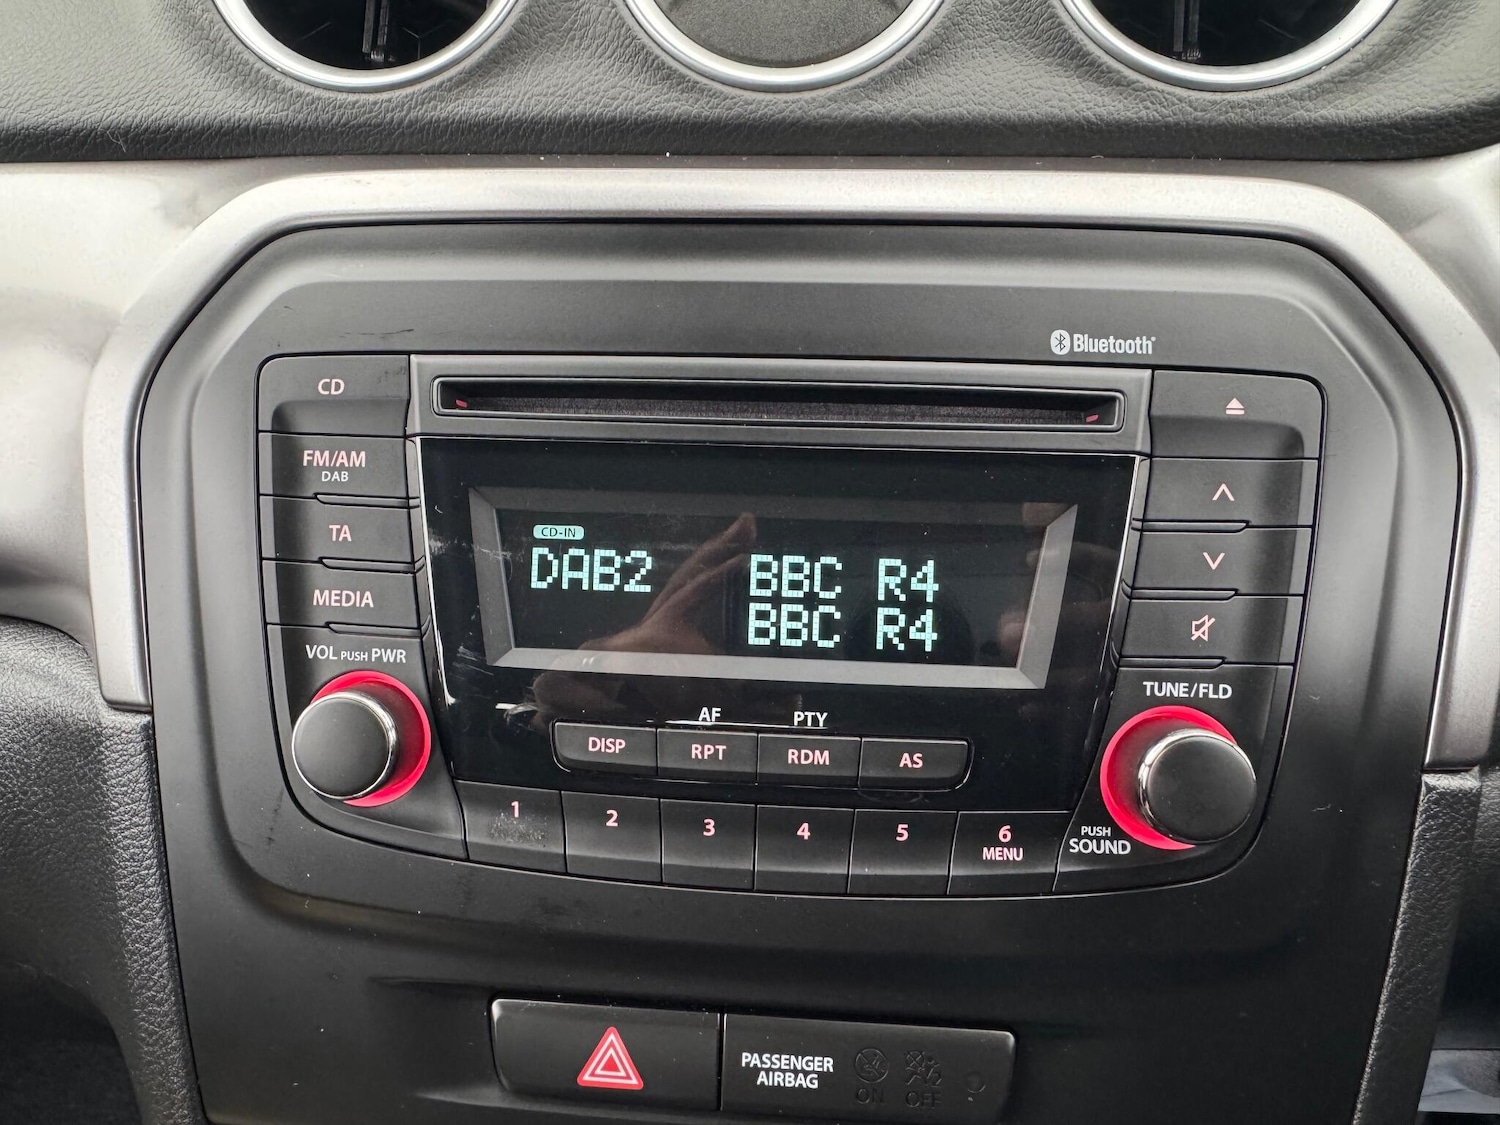 Bluetooth
CD
FM/AM
DAB
TA
MEDIA
VOL PUSH PWR
CD-IN
DAB2 BBC R4
BBC R4
TUNE/FLD
AF PTY
DISP RPT RDM AS
1 2 3 4 5 6
MENU
PUSH
SOUND
PASSENGER
AIRBAG
ON OFF